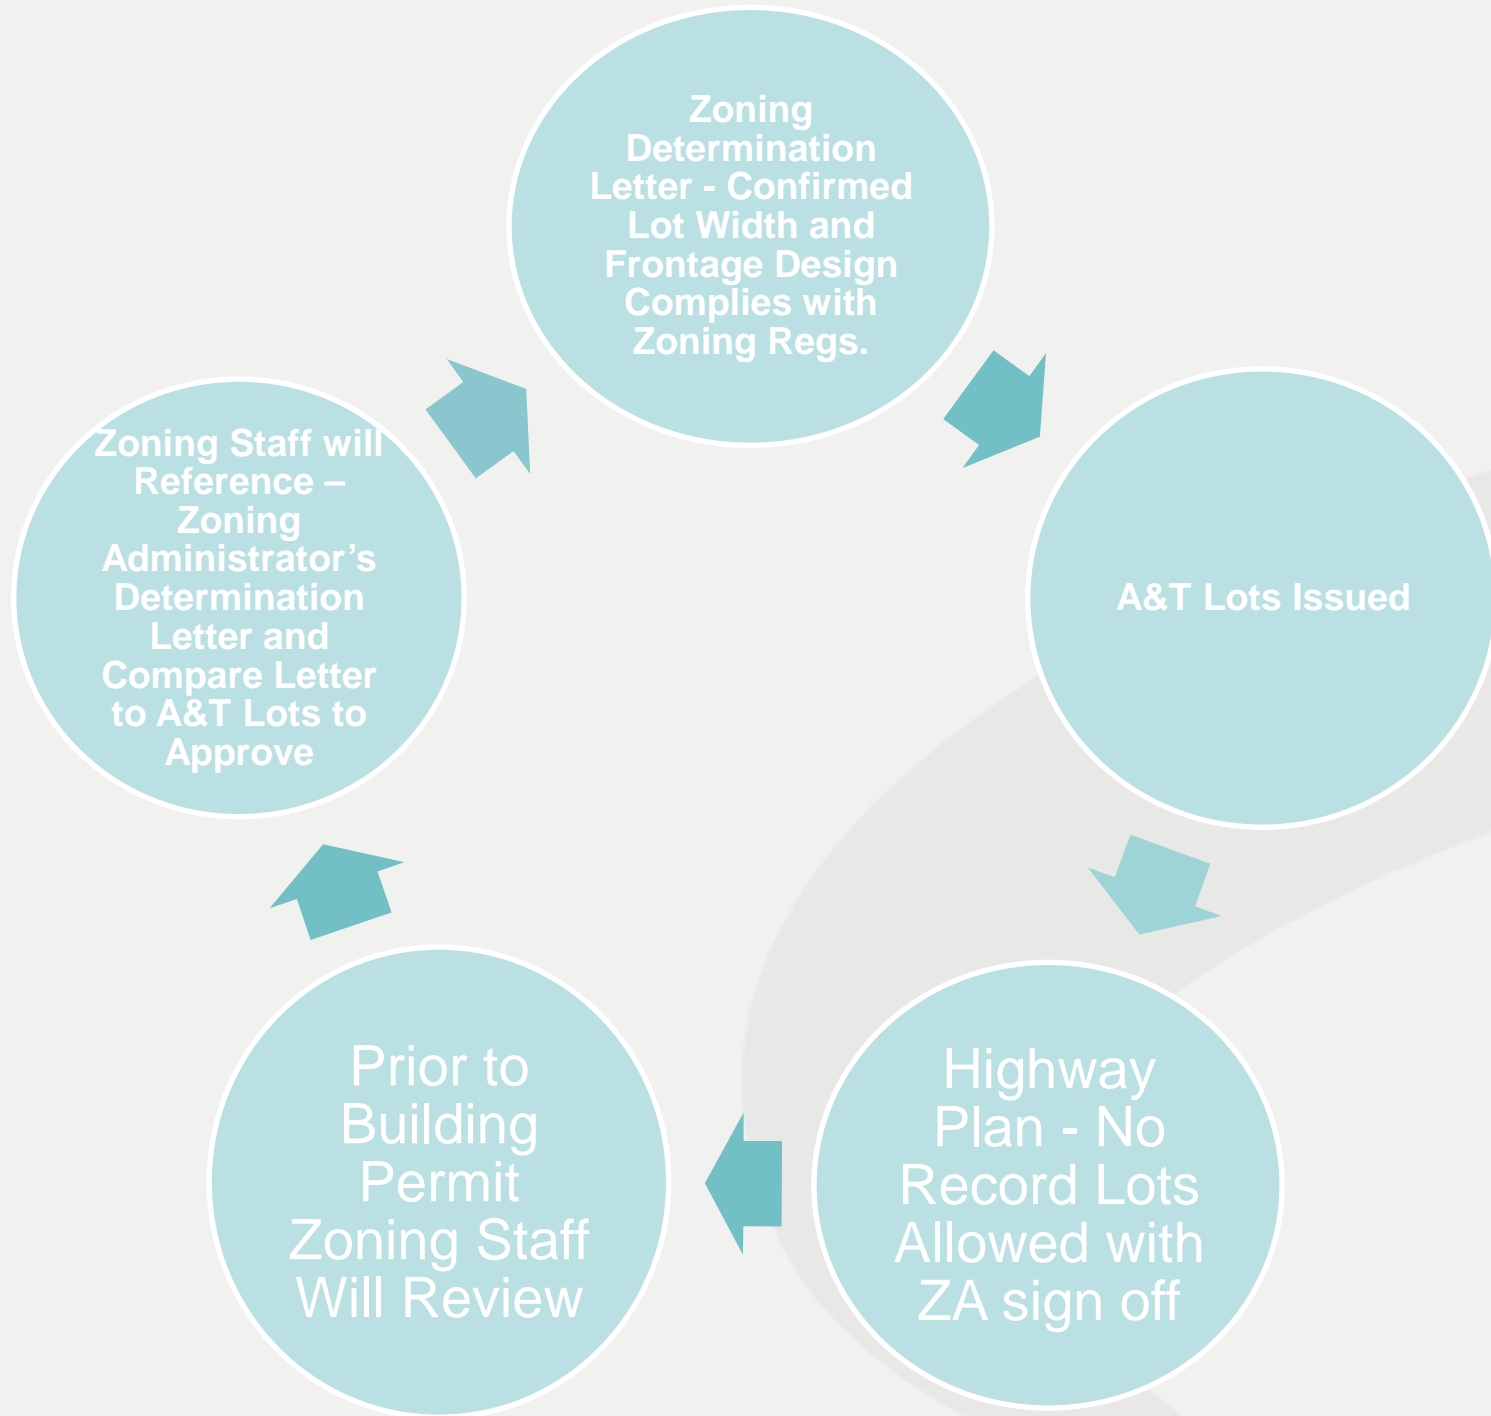 Zoning
Determination
Letter - Confirmed
Lot Width and
Frontage Design
Complies with
Zoning Regs.
A&T Lots Issued
Highway
Plan - No
Record Lots
Allowed with
ZA sign off
Prior to
Building
Permit
Zoning Staff
Will Review
Zoning Staff will
Reference –
Zoning
Administrator’s
Determination
Letter and
Compare Letter
to A&T Lots to
Approve